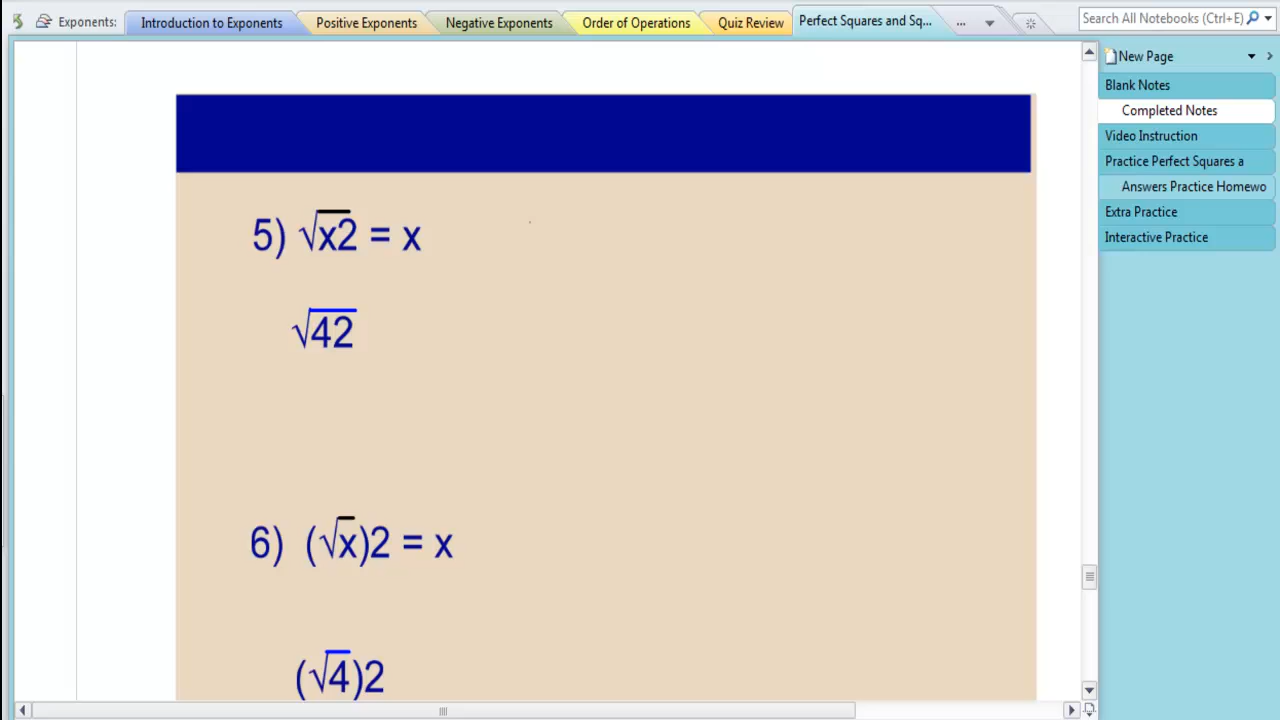 Exponents:
Introduction to Exponents
Positive Exponents
Negative Exponents
Order of Operations
Quiz Review
Perfect Squares and Sq...
...
Search All Notebooks (Ctrl+E)
New Page
Blank Notes
Completed Notes
Video Instruction
Practice Perfect Squares a
Answers Practice Homewo
Extra Practice
Interactive Practice
5) √x2 = x
√42
6) (√x)2 = x
(√4)2